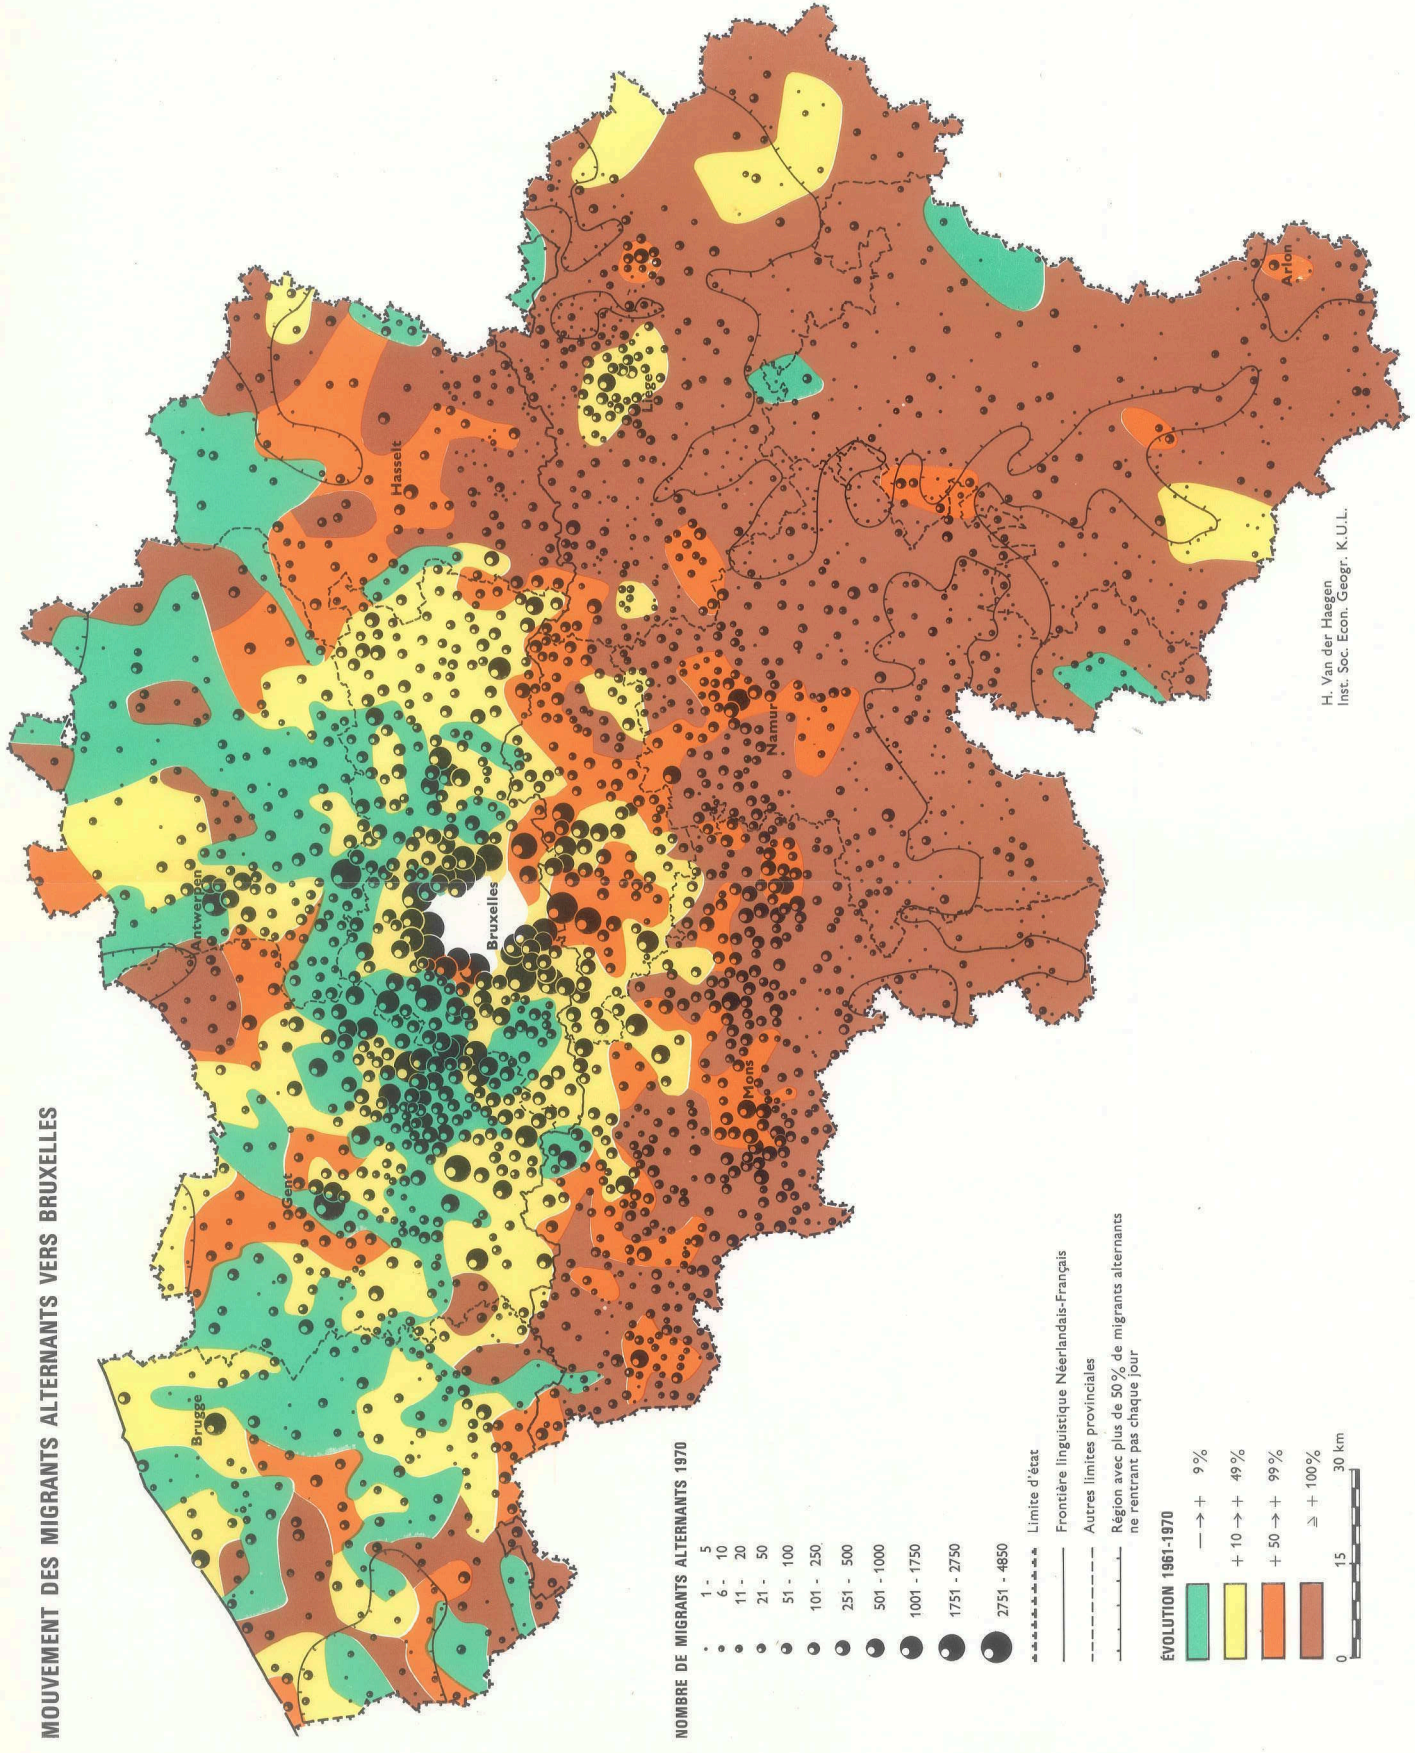 MOUVEMENT DES MIGRANTS ALTERNANTS VERS BRUXELLES
Brugge
Gent
Antwerpen
Hasselt
Bruxelles
Liège
Mons
Namur
Arlon
NOMBRE DE MIGRANTS ALTERNANTS 1970
1 - 5
6 - 10
11 - 20
21 - 50
51 - 100
101 - 250
251 - 500
501 - 1000
1001 - 1750
1751 - 2750
2751 - 4850
Limite d'état
Frontière linguistique Néerlandais-Français
Autres limites provinciales
Région avec plus de 50% de migrants alternants
ne rentrant pas chaque jour
ÉVOLUTION 1961-1970
— → + 9%
+ 10 → + 49%
+ 50 → + 99%
⩾ + 100%
0 15 30 km
H. Van der Haegen
Inst. Soc. Econ. Geogr. K.U.L.